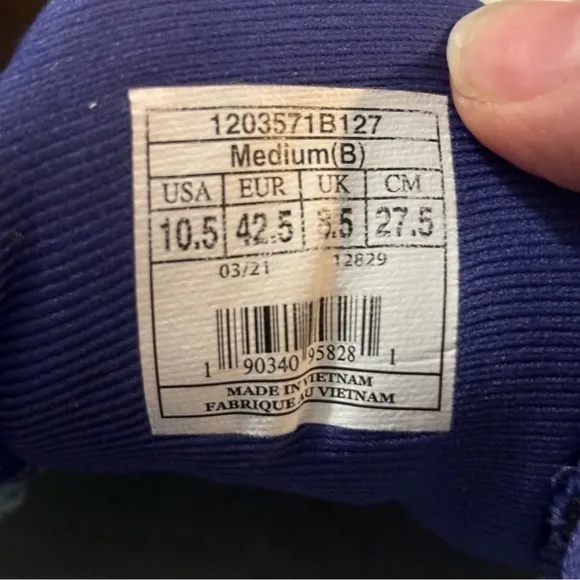 1203571B127
Medium(B)
USA EUR UK CM
10.5 42.5 8.5 27.5
03/21 12829
1 90340 95828 1
MADE IN VIETNAM
FABRIQUE AU VIETNAM